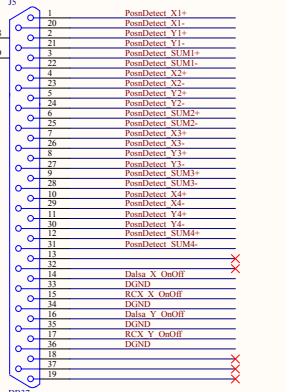 J5
1 PosnDetect_X1+
20 PosnDetect_X1-
2 PosnDetect_Y1+
21 PosnDetect_Y1-
3 PosnDetect_SUM1+
22 PosnDetect_SUM1-
4 PosnDetect_X2+
23 PosnDetect_X2-
5 PosnDetect_Y2+
24 PosnDetect_Y2-
6 PosnDetect_SUM2+
25 PosnDetect_SUM2-
7 PosnDetect_X3+
26 PosnDetect_X3-
8 PosnDetect_Y3+
27 PosnDetect_Y3-
9 PosnDetect_SUM3+
28 PosnDetect_SUM3-
10 PosnDetect_X4+
29 PosnDetect_X4-
11 PosnDetect_Y4+
30 PosnDetect_Y4-
12 PosnDetect_SUM4+
31 PosnDetect_SUM4-
13
32
14 Dalsa_X_OnOff
33 DGND
15 RCX_X_OnOff
34 DGND
16 Dalsa_Y_OnOff
35 DGND
17 RCX_Y_OnOff
36 DGND
18
37
19